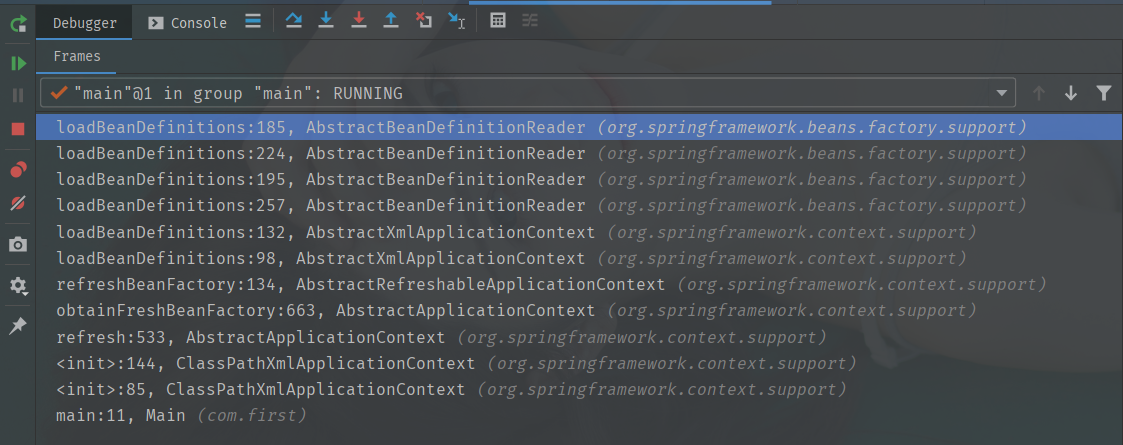 Debugger Console
Frames
"main"@1 in group "main": RUNNING
loadBeanDefinitions:185, AbstractBeanDefinitionReader (org.springframework.beans.factory.support)
loadBeanDefinitions:224, AbstractBeanDefinitionReader (org.springframework.beans.factory.support)
loadBeanDefinitions:195, AbstractBeanDefinitionReader (org.springframework.beans.factory.support)
loadBeanDefinitions:257, AbstractBeanDefinitionReader (org.springframework.beans.factory.support)
loadBeanDefinitions:132, AbstractXmlApplicationContext (org.springframework.context.support)
loadBeanDefinitions:98, AbstractXmlApplicationContext (org.springframework.context.support)
refreshBeanFactory:134, AbstractRefreshableApplicationContext (org.springframework.context.support)
obtainFreshBeanFactory:663, AbstractApplicationContext (org.springframework.context.support)
refresh:533, AbstractApplicationContext (org.springframework.context.support)
<init>:144, ClassPathXmlApplicationContext (org.springframework.context.support)
<init>:85, ClassPathXmlApplicationContext (org.springframework.context.support)
main:11, Main (com.first)